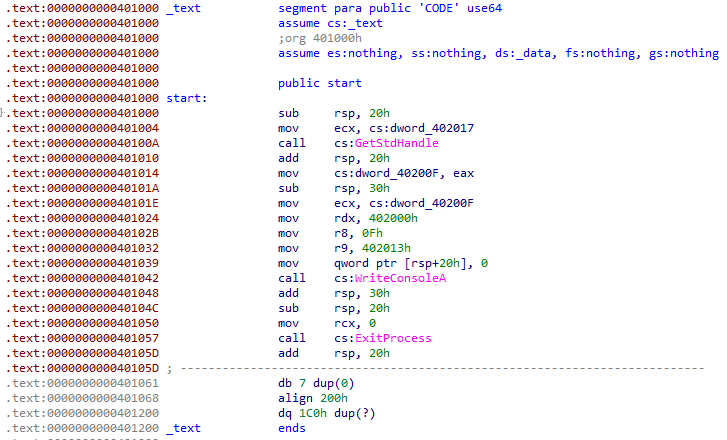 .text:0000000000401000 _text segment para public 'CODE' use64
.text:0000000000401000 assume cs:_text
.text:0000000000401000 ;org 401000h
.text:0000000000401000 assume es:nothing, ss:nothing, ds:_data, fs:nothing, gs:nothing
.text:0000000000401000
.text:0000000000401000 public start
.text:0000000000401000 start:
.text:0000000000401000 sub rsp, 20h
.text:0000000000401004 mov ecx, cs:dword_402017
.text:000000000040100A call cs:GetStdHandle
.text:0000000000401010 add rsp, 20h
.text:0000000000401014 mov cs:dword_40200F, eax
.text:000000000040101A sub rsp, 30h
.text:000000000040101E mov ecx, cs:dword_40200F
.text:0000000000401024 mov rdx, 402000h
.text:000000000040102B mov r8, 0Fh
.text:0000000000401032 mov r9, 402013h
.text:0000000000401039 mov qword ptr [rsp+20h], 0
.text:0000000000401042 call cs:WriteConsoleA
.text:0000000000401048 add rsp, 30h
.text:000000000040104C sub rsp, 20h
.text:0000000000401050 mov rcx, 0
.text:0000000000401057 call cs:ExitProcess
.text:000000000040105D add rsp, 20h
.text:000000000040105D ; ---------------------------------------------------------------------------
.text:0000000000401061 db 7 dup(0)
.text:0000000000401068 align 200h
.text:0000000000401200 dq 1C0h dup(?)
.text:0000000000401200 _text ends